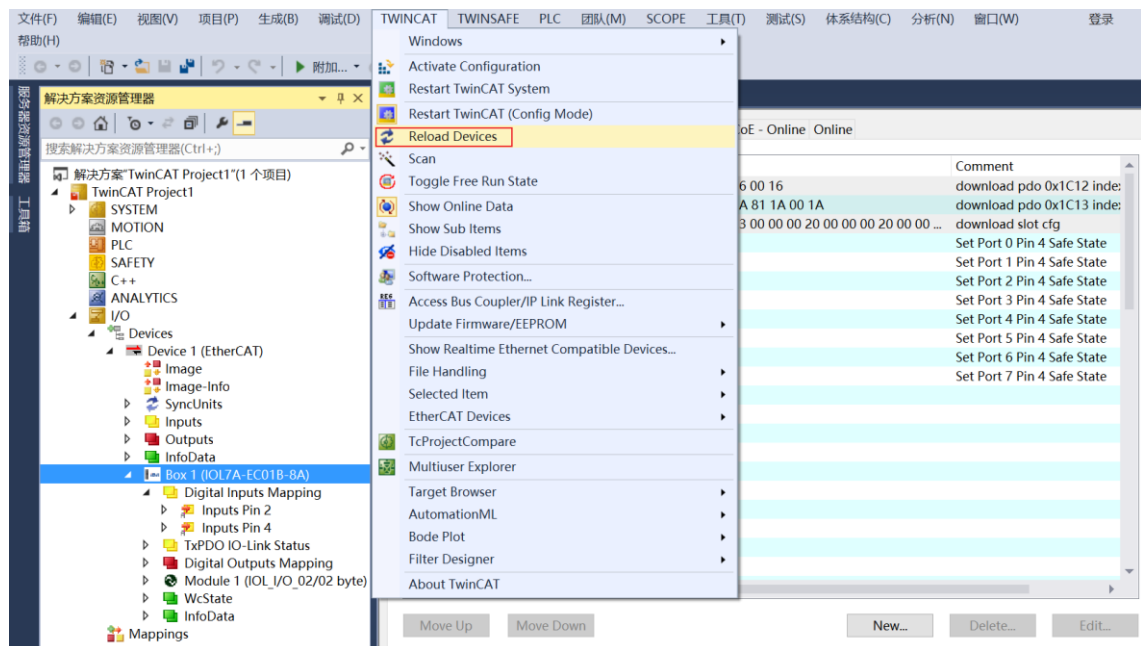 文件(F) 编辑(E) 视图(V) 项目(P) 生成(B) 调试(D) TWINCAT TWINSAFE PLC 团队(M) SCOPE 工具(T) 测试(S) 体系结构(C) 分析(N) 窗口(W) 登录
帮助(H)
附加...
服务器资源管理器
工具箱
解决方案资源管理器
搜索解决方案资源管理器(Ctrl+;)
解决方案"TwinCAT Project1"(1 个项目)
TwinCAT Project1
SYSTEM
MOTION
PLC
SAFETY
C++
ANALYTICS
I/O
Devices
Device 1 (EtherCAT)
Image
Image-Info
SyncUnits
Inputs
Outputs
InfoData
Box 1 (IOL7A-EC01B-8A)
Digital Inputs Mapping
Inputs Pin 2
Inputs Pin 4
TxPDO IO-Link Status
Digital Outputs Mapping
Module 1 (IOL_I/O_02/02 byte)
WcState
InfoData
Mappings
Windows
Activate Configuration
Restart TwinCAT System
Restart TwinCAT (Config Mode)
Reload Devices
Scan
Toggle Free Run State
Show Online Data
Show Sub Items
Hide Disabled Items
Software Protection...
Access Bus Coupler/IP Link Register...
Update Firmware/EEPROM
Show Realtime Ethernet Compatible Devices...
File Handling
Selected Item
EtherCAT Devices
TcProjectCompare
Multiuser Explorer
Target Browser
AutomationML
Bode Plot
Filter Designer
About TwinCAT
CoE - Online Online
Comment
6 00 16 download pdo 0x1C12 inde
A 81 1A 00 1A download pdo 0x1C13 inde
3 00 00 00 20 00 00 00 20 00 00 ... download slot cfg
Set Port 0 Pin 4 Safe State
Set Port 1 Pin 4 Safe State
Set Port 2 Pin 4 Safe State
Set Port 3 Pin 4 Safe State
Set Port 4 Pin 4 Safe State
Set Port 5 Pin 4 Safe State
Set Port 6 Pin 4 Safe State
Set Port 7 Pin 4 Safe State
Move Up Move Down New... Delete... Edit...